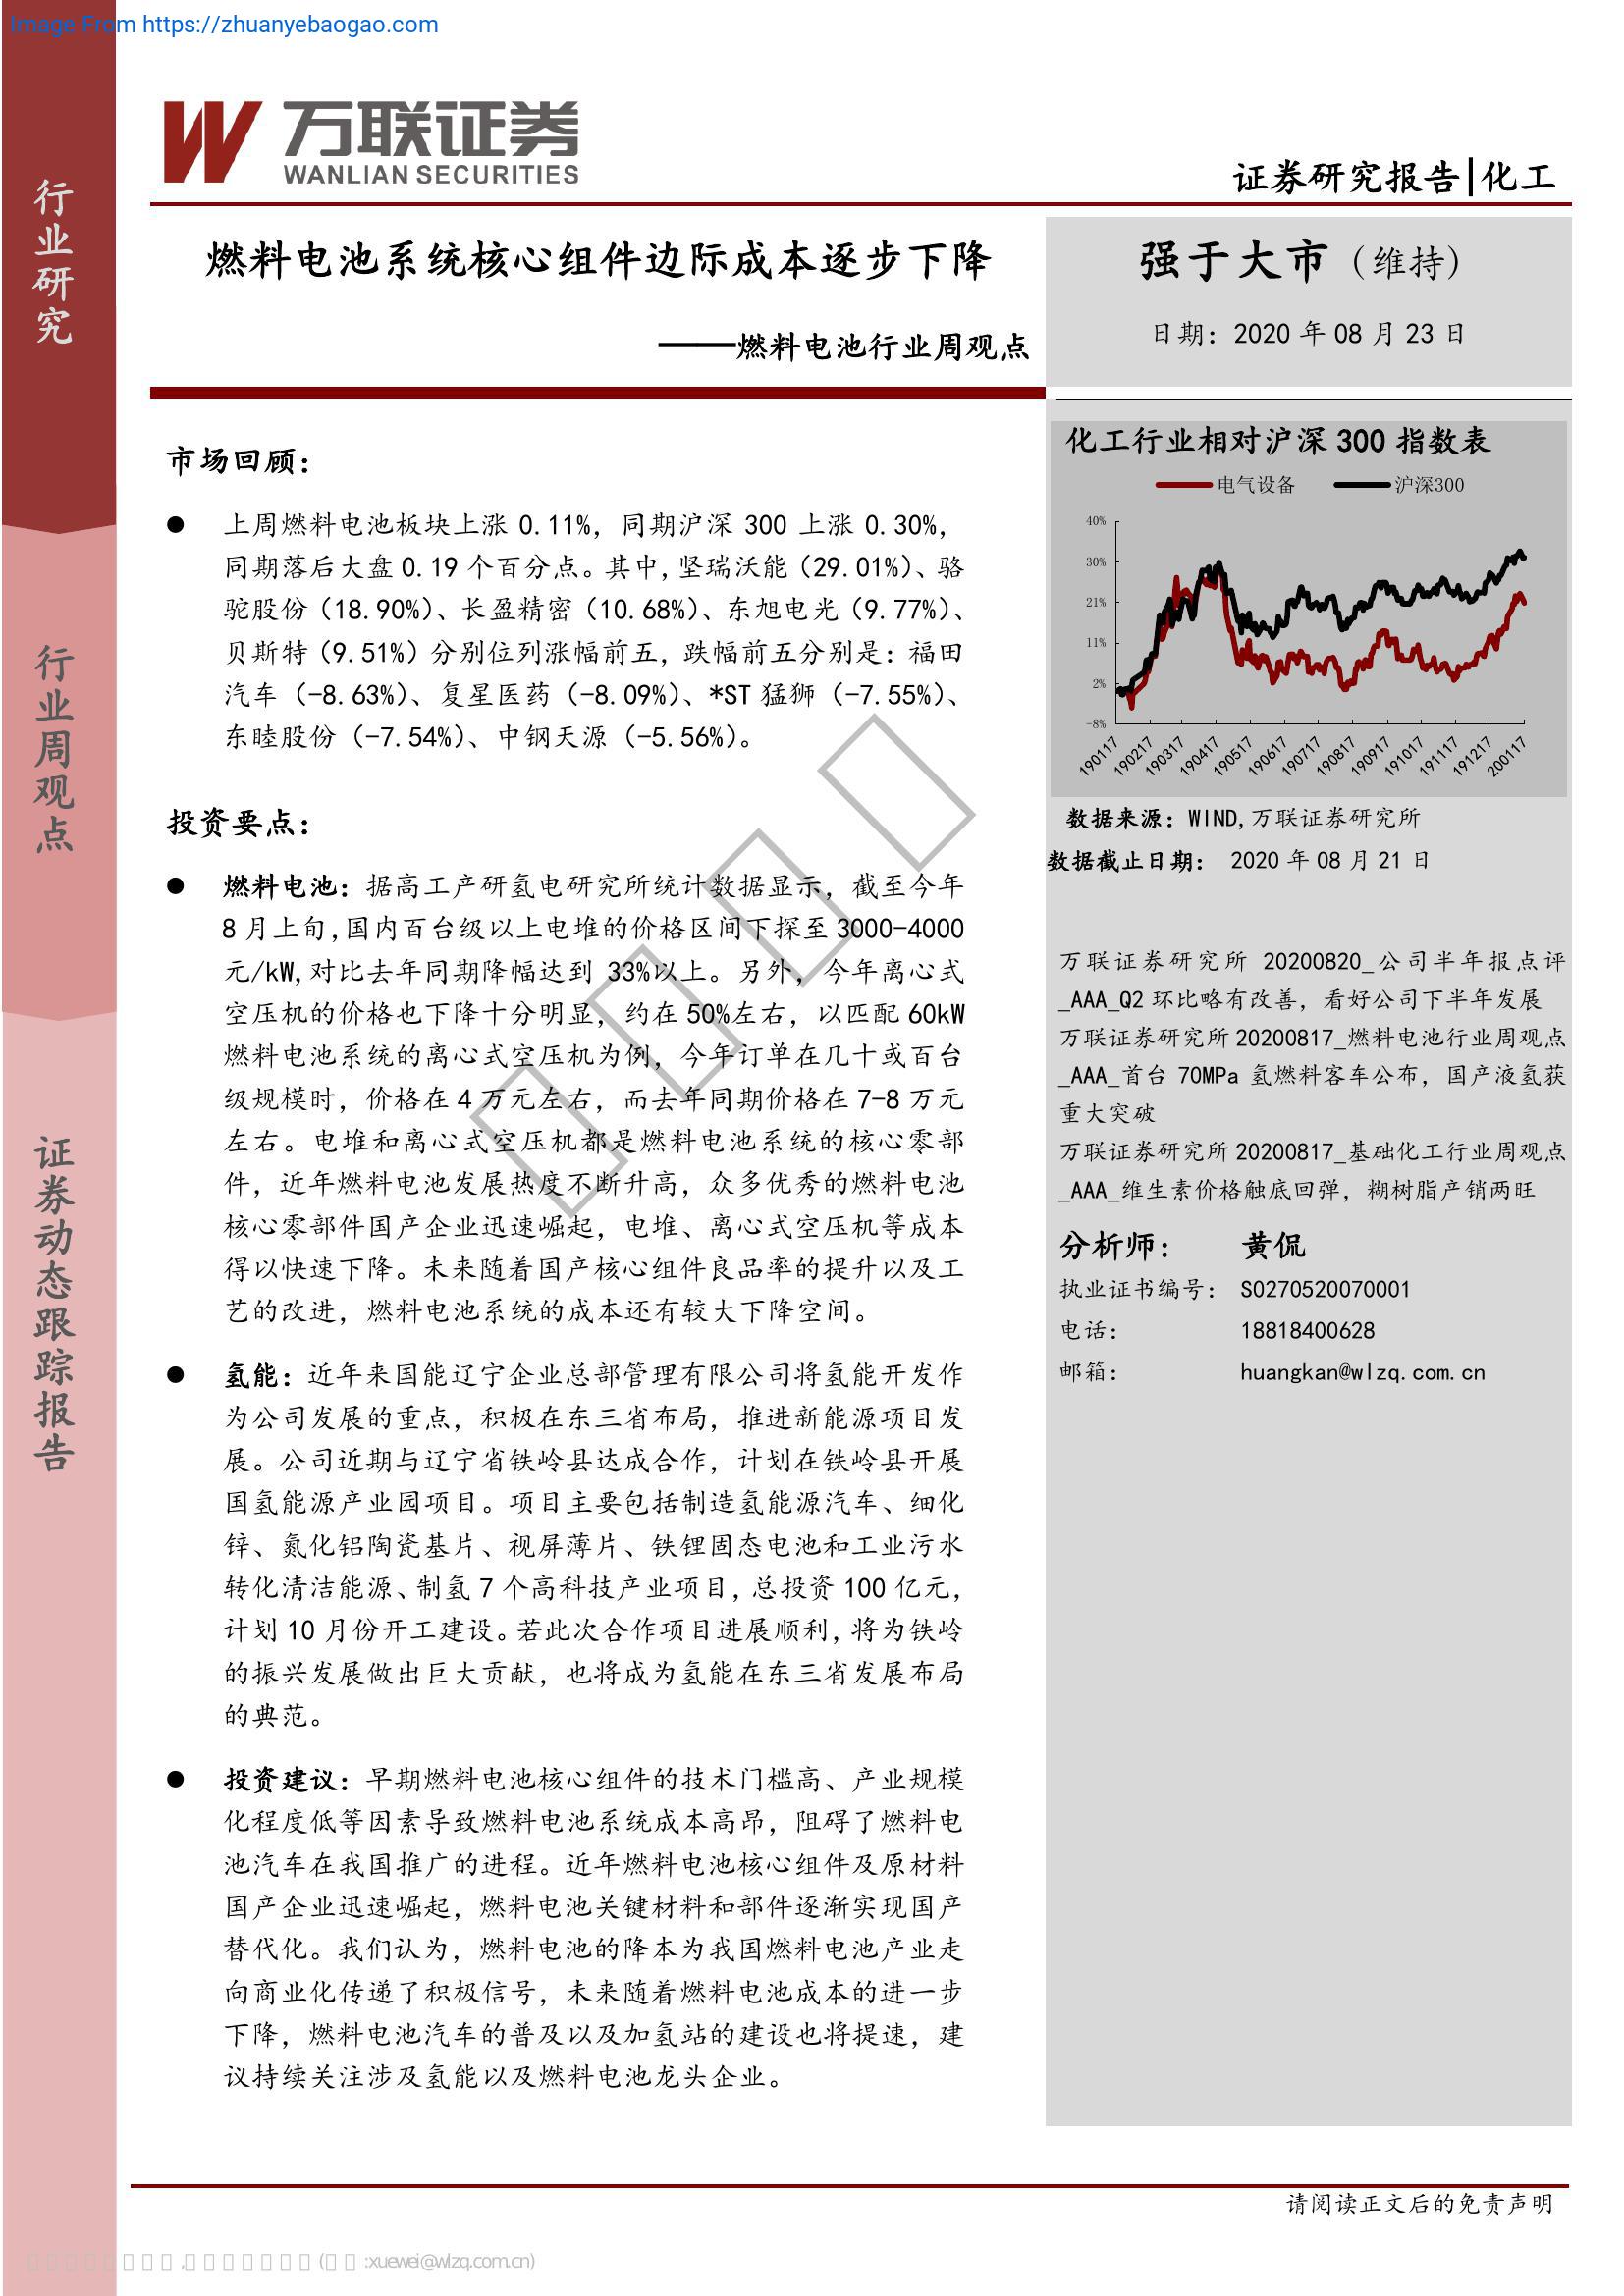 Image From https://zhuanyebaogao.com
万联证券
WANLIAN SECURITIES
证券研究报告|化工
行业研究
行业周观点
证券动态跟踪报告
燃料电池系统核心组件边际成本逐步下降
——燃料电池行业周观点
强于大市（维持）
日期：2020 年 08 月 23 日
市场回顾：
● 上周燃料电池板块上涨 0.11%，同期沪深 300 上涨 0.30%，
同期落后大盘 0.19 个百分点。其中,坚瑞沃能（29.01%）、骆
驼股份（18.90%）、长盈精密（10.68%）、东旭电光（9.77%）、
贝斯特（9.51%）分别位列涨幅前五，跌幅前五分别是：福田
汽车（-8.63%）、复星医药（-8.09%）、*ST 猛狮（-7.55%）、
东睦股份（-7.54%）、中钢天源（-5.56%）。
投资要点：
● 燃料电池：据高工产研氢电研究所统计数据显示，截至今年
8 月上旬,国内百台级以上电堆的价格区间下探至 3000-4000
元/kW,对比去年同期降幅达到 33%以上。另外，今年离心式
空压机的价格也下降十分明显，约在 50%左右，以匹配 60kW
燃料电池系统的离心式空压机为例，今年订单在几十或百台
级规模时，价格在 4 万元左右，而去年同期价格在 7-8 万元
左右。电堆和离心式空压机都是燃料电池系统的核心零部
件，近年燃料电池发展热度不断升高，众多优秀的燃料电池
核心零部件国产企业迅速崛起，电堆、离心式空压机等成本
得以快速下降。未来随着国产核心组件良品率的提升以及工
艺的改进，燃料电池系统的成本还有较大下降空间。
● 氢能：近年来国能辽宁企业总部管理有限公司将氢能开发作
为公司发展的重点，积极在东三省布局，推进新能源项目发
展。公司近期与辽宁省铁岭县达成合作，计划在铁岭县开展
国氢能源产业园项目。项目主要包括制造氢能源汽车、细化
锌、氮化铝陶瓷基片、视屏薄片、铁锂固态电池和工业污水
转化清洁能源、制氢 7 个高科技产业项目，总投资 100 亿元，
计划 10 月份开工建设。若此次合作项目进展顺利，将为铁岭
的振兴发展做出巨大贡献，也将成为氢能在东三省发展布局
的典范。
● 投资建议：早期燃料电池核心组件的技术门槛高、产业规模
化程度低等因素导致燃料电池系统成本高昂，阻碍了燃料电
池汽车在我国推广的进程。近年燃料电池核心组件及原材料
国产企业迅速崛起，燃料电池关键材料和部件逐渐实现国产
替代化。我们认为，燃料电池的降本为我国燃料电池产业走
向商业化传递了积极信号，未来随着燃料电池成本的进一步
下降，燃料电池汽车的普及以及加氢站的建设也将提速，建
议持续关注涉及氢能以及燃料电池龙头企业。
化工行业相对沪深 300 指数表
电气设备 沪深300
40%
30%
21%
11%
2%
-8%
190117 190217 190317 190417 190517 190617 190717 190817 190917 191017 191117 191217 200117
数据来源：WIND,万联证券研究所
数据截止日期： 2020 年 08 月 21 日
万联证券研究所 20200820_公司半年报点评
_AAA_Q2 环比略有改善，看好公司下半年发展
万联证券研究所 20200817_燃料电池行业周观点
_AAA_首台 70MPa 氢燃料客车公布，国产液氢获
重大突破
万联证券研究所 20200817_基础化工行业周观点
_AAA_维生素价格触底回弹，糊树脂产销两旺
分析师： 黄侃
执业证书编号： S0270520070001
电话： 18818400628
邮箱： huangkan@wlzq.com.cn
请阅读正文后的免责声明
:xuewei@wlzq.com.cn)